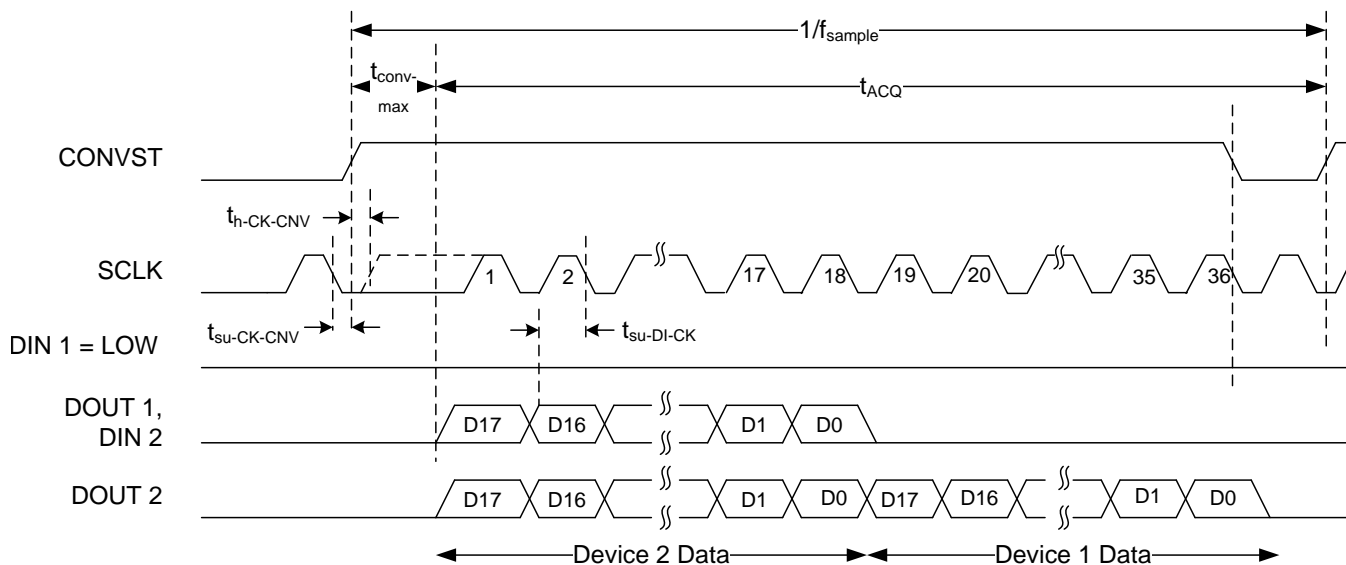 1/fsample
tconv-
max
tACQ
CONVST
th-CK-CNV
SCLK
1 2 17 18 19 20 35 36
tsu-CK-CNV
tsu-DI-CK
DIN 1 = LOW
DOUT 1,
DIN 2
D17 D16 D1 D0
DOUT 2
D17 D16 D1 D0 D17 D16 D1 D0
Device 2 Data Device 1 Data